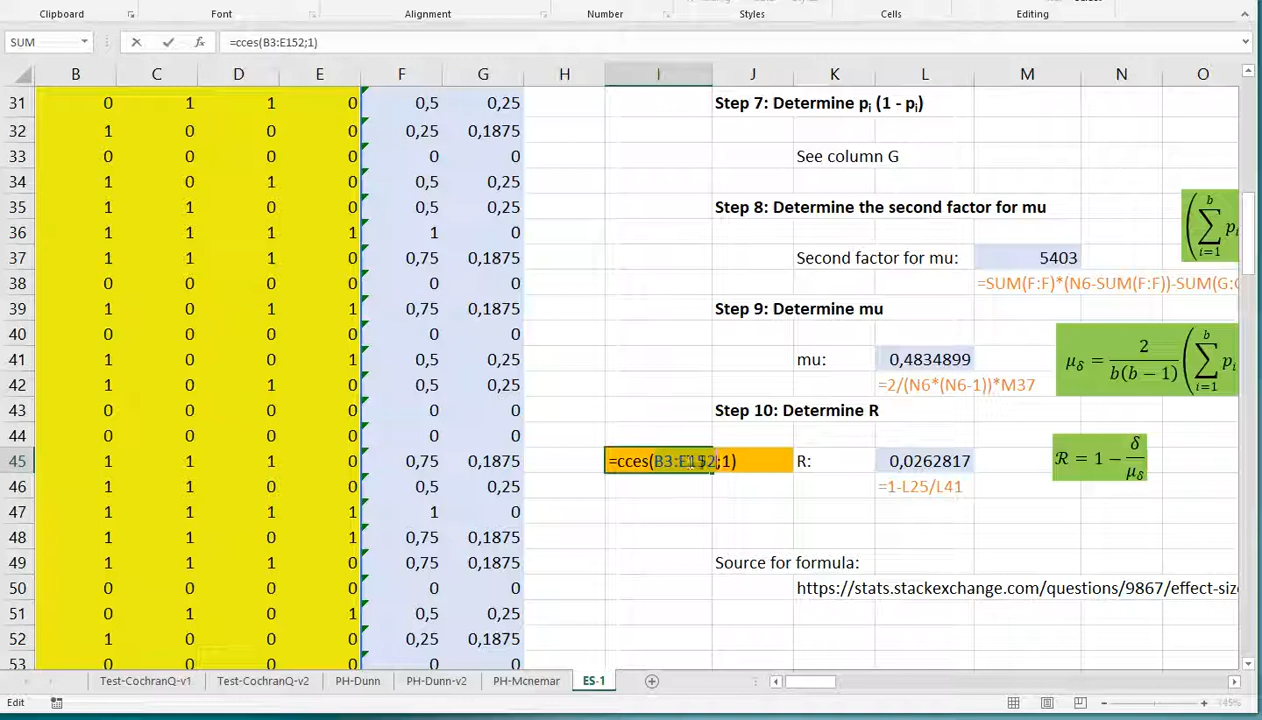 Clipboard Font Alignment Number Styles Cells Editing
SUM =cces(B3:E152;1)
B C D E F G H I J K L M N O
31 0 1 1 0 0,5 0,25 Step 7: Determine pi (1 - pi)
32 1 0 0 0 0,25 0,1875
33 0 0 0 0 0 0 See column G
34 1 0 1 0 0,5 0,25
35 1 1 0 0 0,5 0,25 Step 8: Determine the second factor for mu
36 1 1 1 1 1 0
37 1 1 1 0 0,75 0,1875 Second factor for mu: 5403
38 0 0 0 0 0 0 =SUM(F:F)*(N6-SUM(F:F))-SUM(G:
39 1 0 1 1 0,75 0,1875 Step 9: Determine mu
40 0 0 0 0 0 0
41 1 0 0 1 0,5 0,25 mu: 0,4834899
42 1 0 1 0 0,5 0,25 =2/(N6*(N6-1))*M37
43 0 0 0 0 0 0 Step 10: Determine R
44 0 0 0 0 0 0
45 1 1 1 0 0,75 0,1875 =cces(B3:E152;1) R: 0,0262817
46 1 0 1 0 0,5 0,25 =1-L25/L41
47 1 1 1 1 1 0
48 1 1 0 1 0,75 0,1875
49 1 1 1 0 0,75 0,1875 Source for formula:
50 0 0 0 0 0 0 https://stats.stackexchange.com/questions/9867/effect-size
51 0 1 0 1 0,5 0,25
52 1 0 0 0 0,25 0,1875
53 0 0 0 0 0 0
(∑ b i=1 pi
μδ = 2 / b(b − 1) (∑ b i=1 pi
ℛ = 1 − δ / μδ
Test-CochranQ-v1 Test-CochranQ-v2 PH-Dunn PH-Dunn-v2 PH-Mcnemar ES-1
Edit